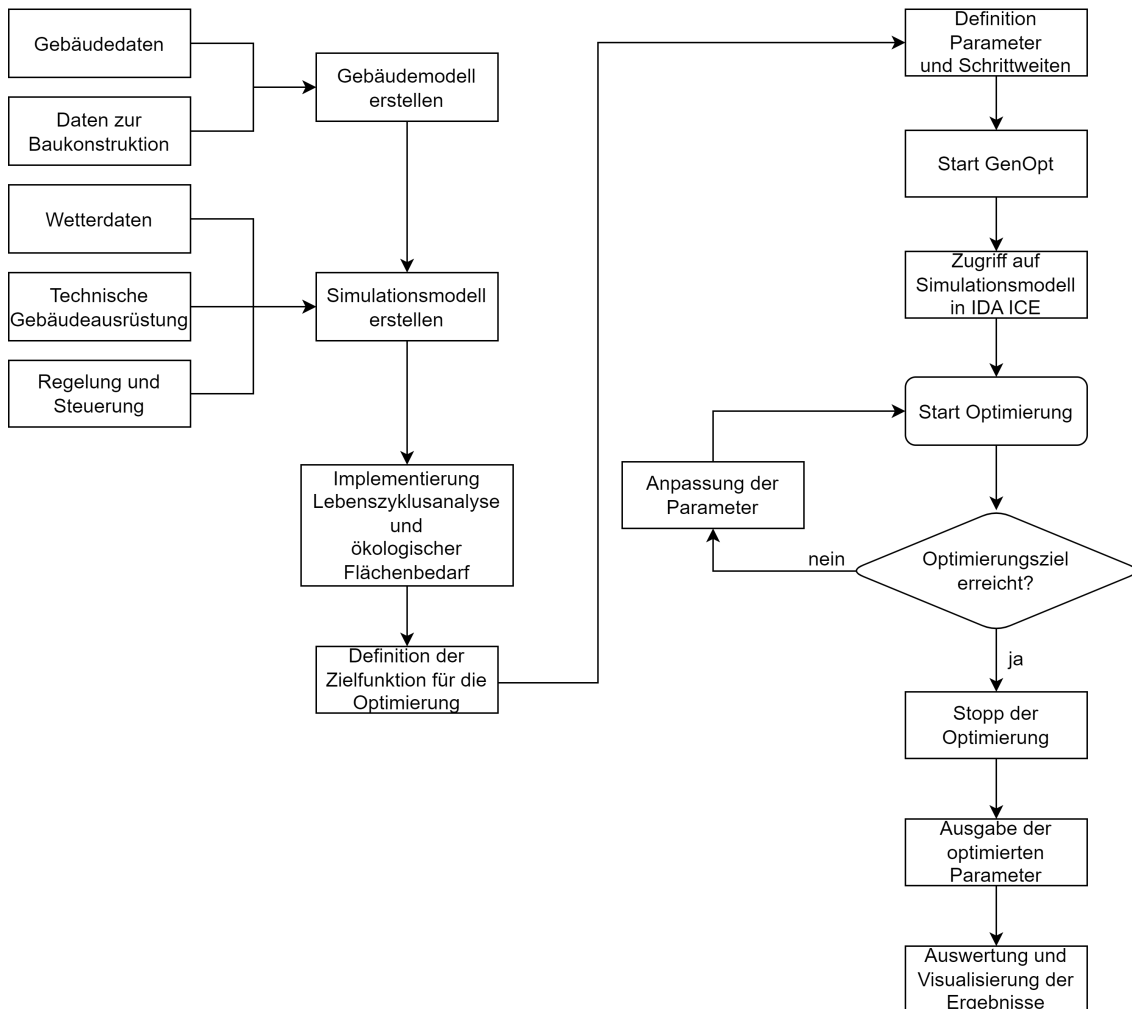 Gebäudedaten
Daten zur
Baukonstruktion
Wetterdaten
Technische
Gebäudeausrüstung
Regelung und
Steuerung
Gebäudemodell
erstellen
Simulationsmodell
erstellen
Implementierung
Lebenszyklusanalyse
und
ökologischer
Flächenbedarf
Definition der
Zielfunktion für die
Optimierung
Definition
Parameter
und Schrittweiten
Start GenOpt
Zugriff auf
Simulationsmodell
in IDA ICE
Start Optimierung
Anpassung der
Parameter
nein
Optimierungsziel
erreicht?
ja
Stopp der
Optimierung
Ausgabe der
optimierten
Parameter
Auswertung und
Visualisierung der
Ergebnisse